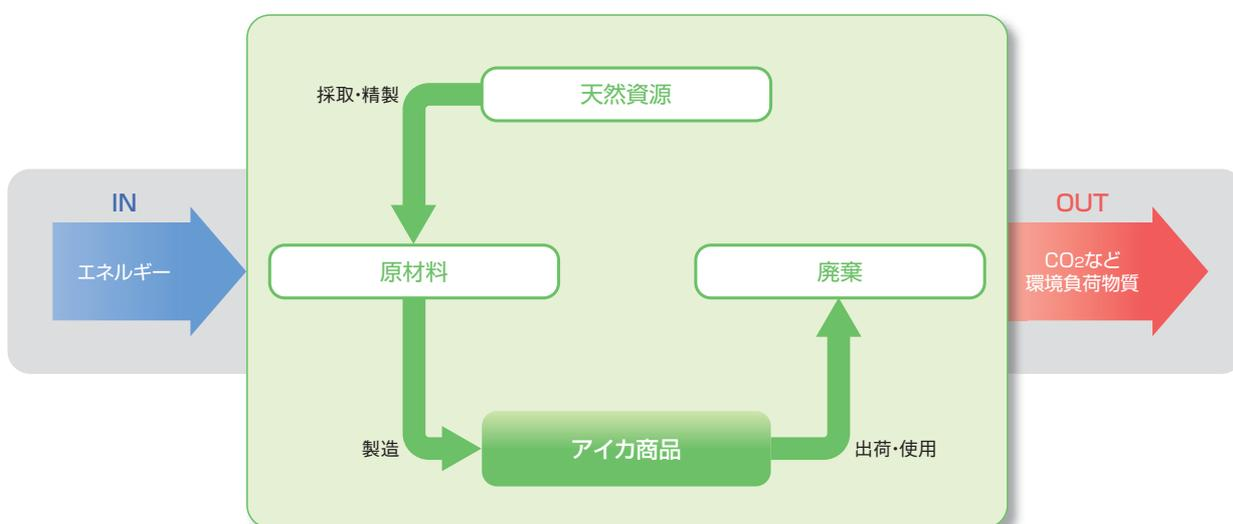 天然資源
採取・精製
IN
エネルギー
原材料
廃棄
OUT
CO₂など
環境負荷物質
製造
アイカ商品
出荷・使用